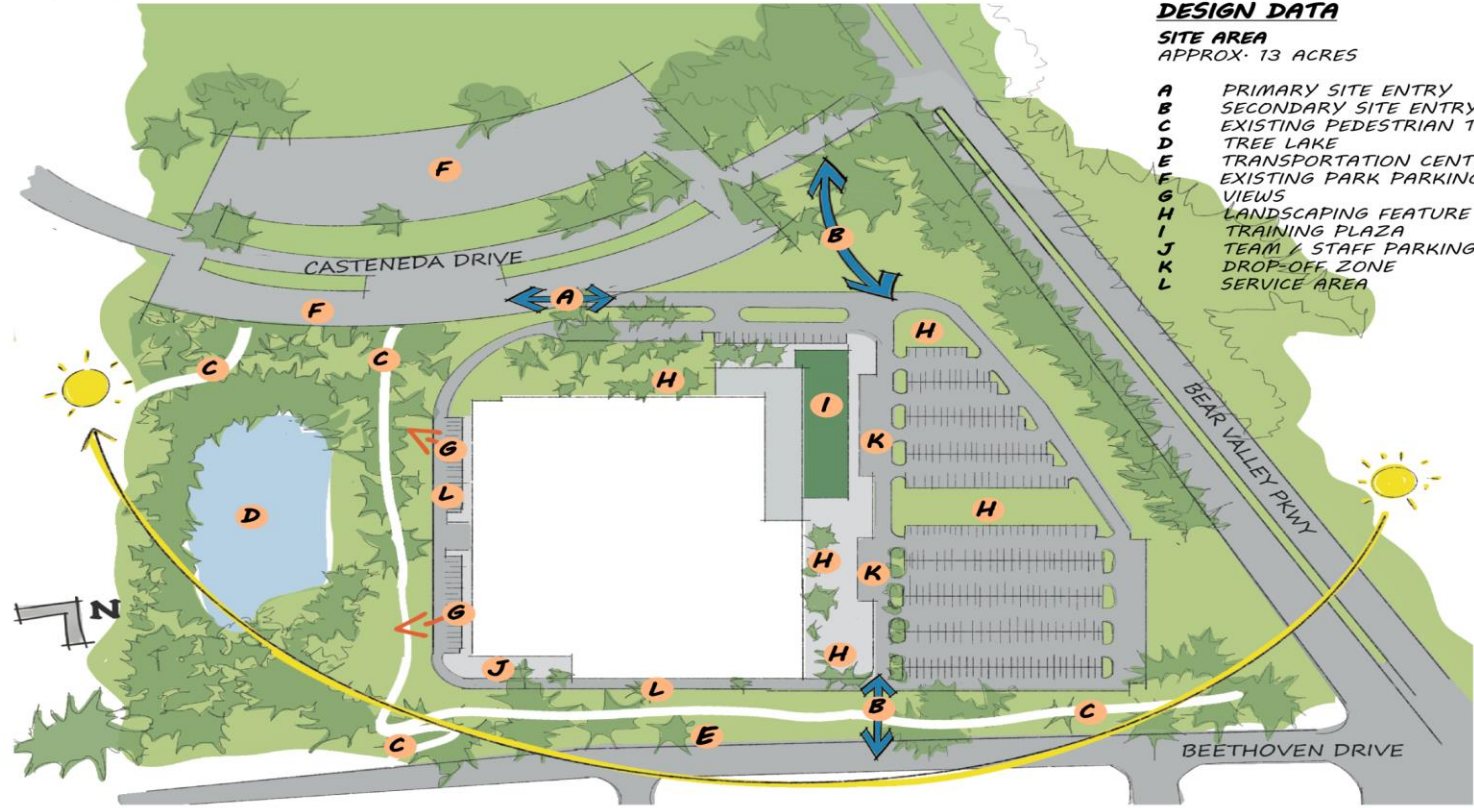 DESIGN DATA
SITE AREA
APPROX. 13 ACRES
A PRIMARY SITE ENTRY
B SECONDARY SITE ENTRY
C EXISTING PEDESTRIAN
D TREE LAKE
E TRANSPORTATION
F EXISTING PARK PARKING
G VIEWS
H LANDSCAPING FEATURE
I TRAINING PLAZA
J TEAM / STAFF PARKING
K DROP-OFF ZONE
L SERVICE AREA
F
B
CASTENEDA DRIVE
A
F
H
C
C
H
I
BEAR VALLEY PKWY
G
K
L
H
D
H
K
N
G
H
J
L
B
C
E
C
BEETHOVEN DRIVE